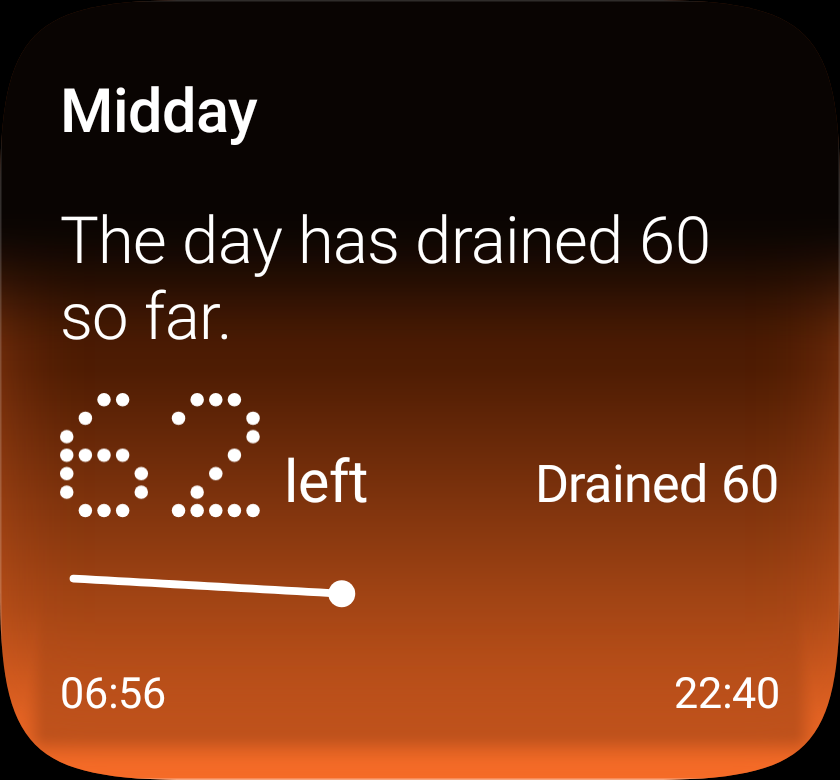 Midday
The day has drained 60
so far.
62 left
Drained 60
06:56
22:40